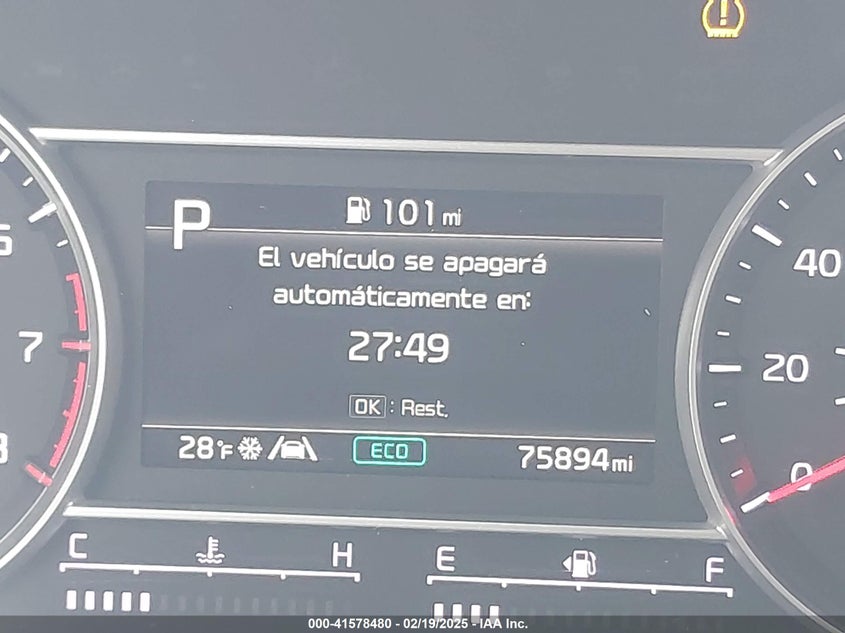 P
101 mi
El vehículo se apagará
automáticamente en:
27:49
OK : Rest.
28°F
ECO
75894 mi
7
40
20
0
C H
E F
000-41578480 - 02/19/2025 - IAA Inc.